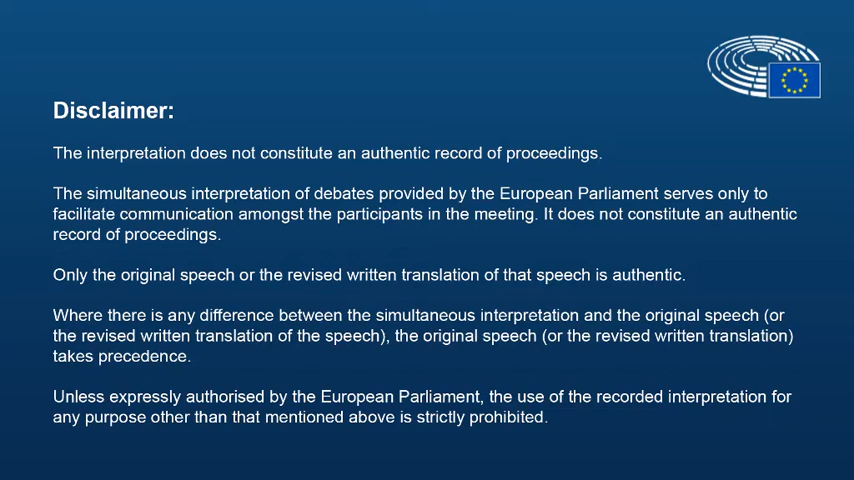 Disclaimer:
The interpretation does not constitute an authentic record of proceedings.
The simultaneous interpretation of debates provided by the European Parliament serves only to
facilitate communication amongst the participants in the meeting. It does not constitute an authentic
record of proceedings.
Only the original speech or the revised written translation of that speech is authentic.
Where there is any difference between the simultaneous interpretation and the original speech (or
the revised written translation of the speech), the original speech (or the revised written translation)
takes precedence.
Unless expressly authorised by the European Parliament, the use of the recorded interpretation for
any purpose other than that mentioned above is strictly prohibited.